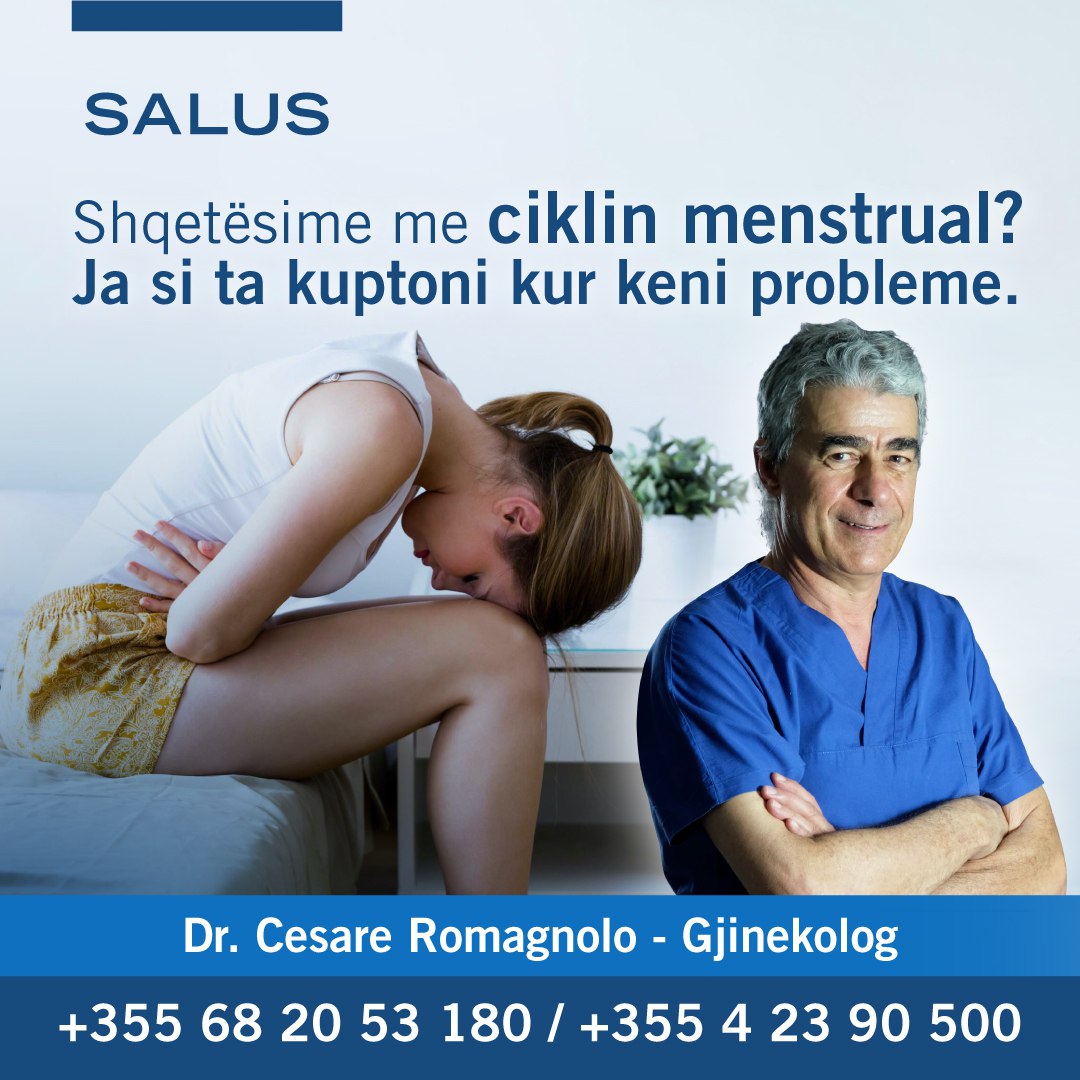 SALUS
Shqetësime me ciklin menstrual?
Ja si ta kuptoni kur keni probleme.
Dr. Cesare Romagnolo - Gjinekolog
+355 68 20 53 180 / +355 4 23 90 500